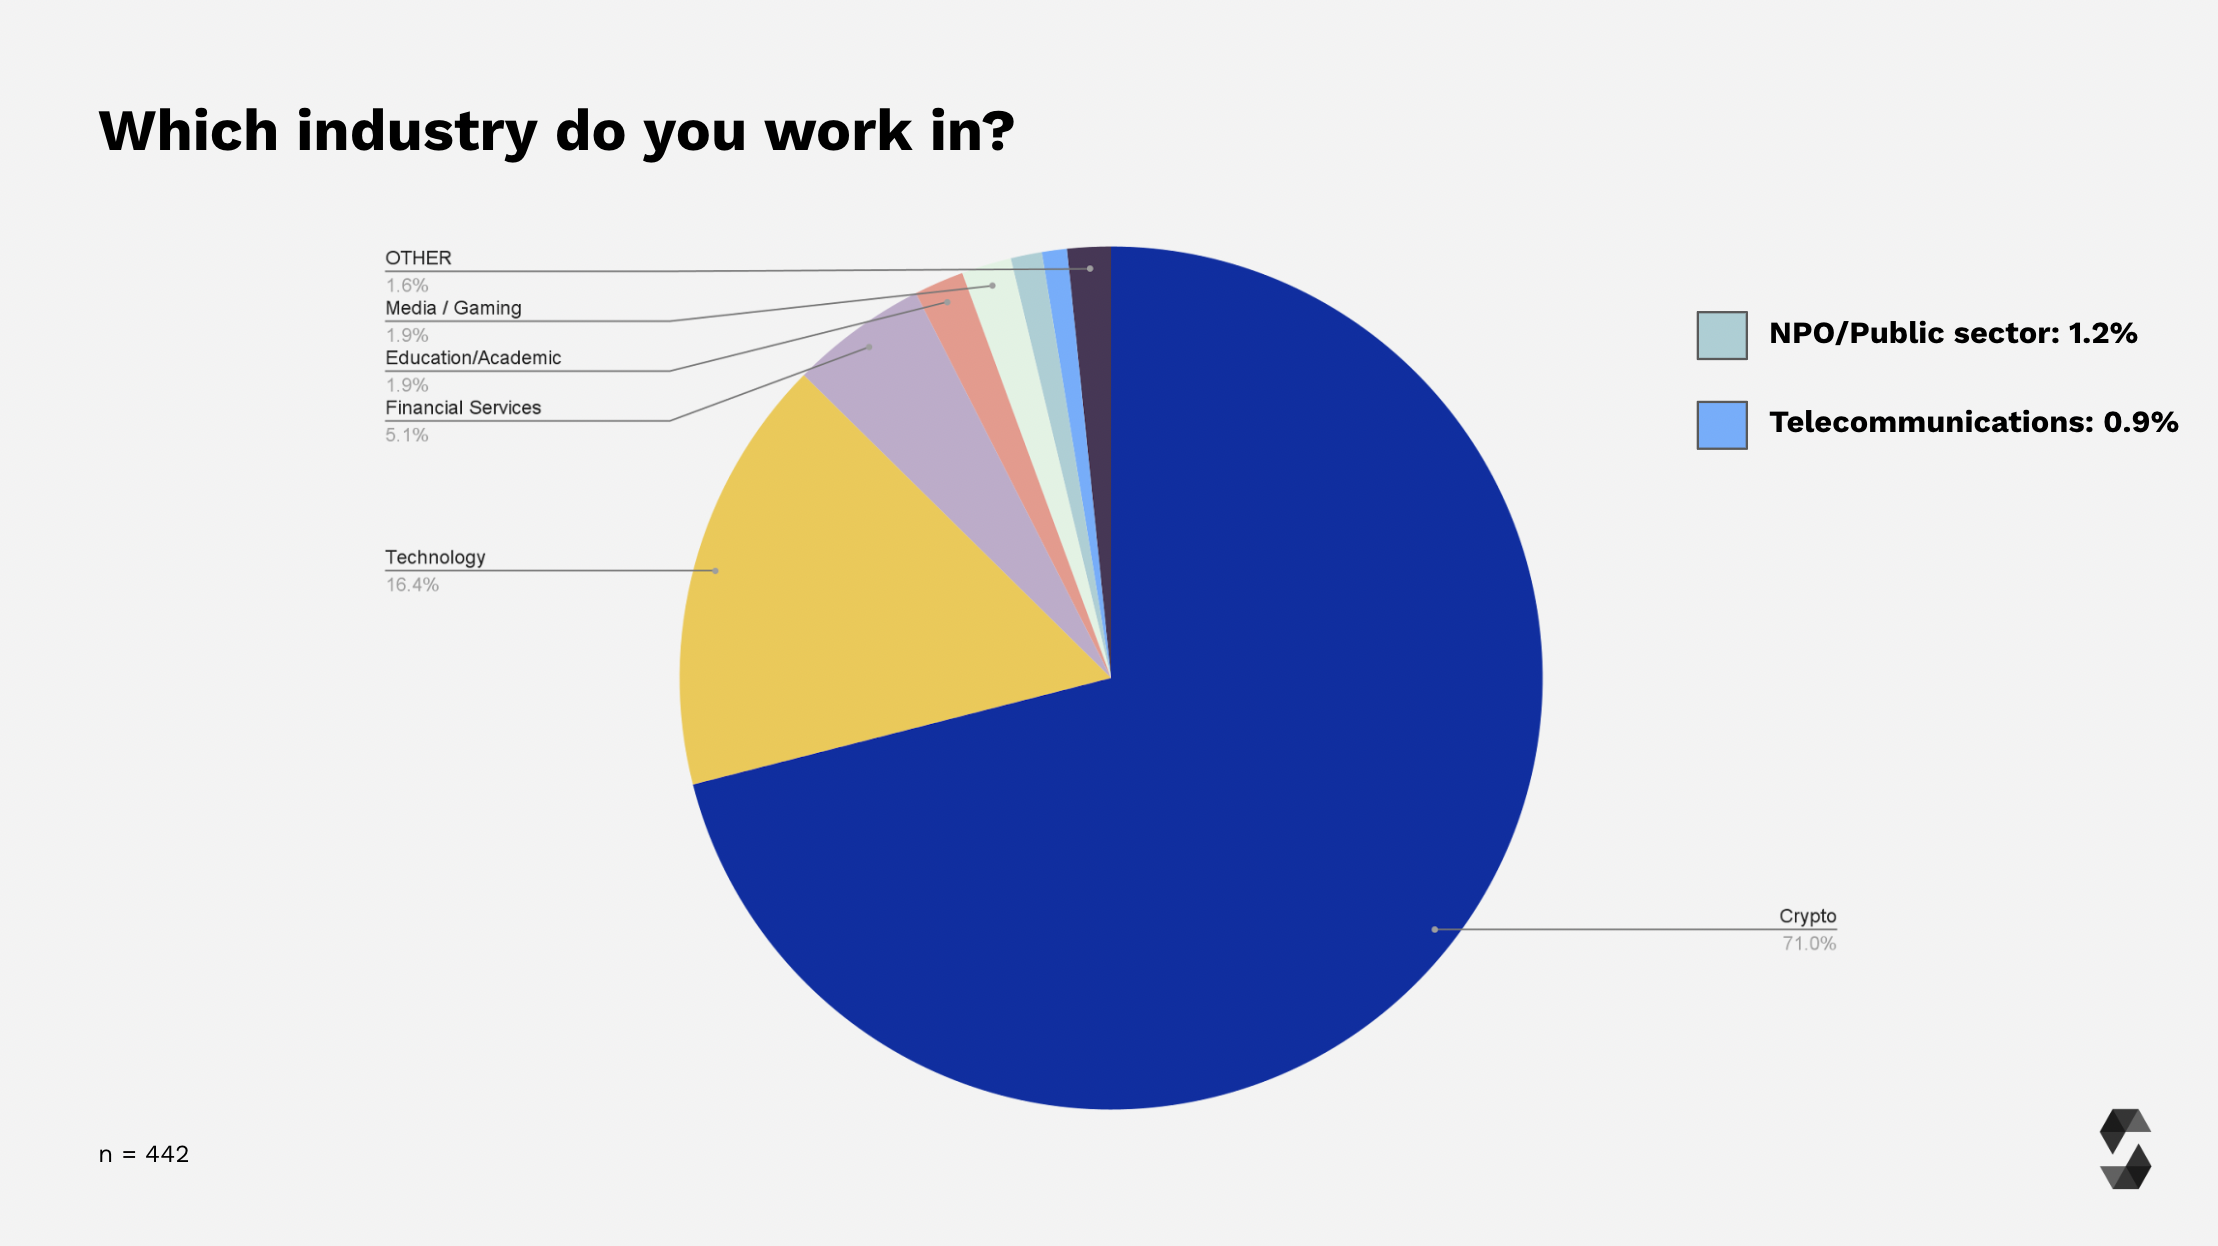 Which industry do you work in?
OTHER
1.6%
Media / Gaming
1.9%
Education/Academic
1.9%
Financial Services
5.1%
Technology
16.4%
NPO/Public sector: 1.2%
Telecommunications: 0.9%
Crypto
71.0%
n = 442